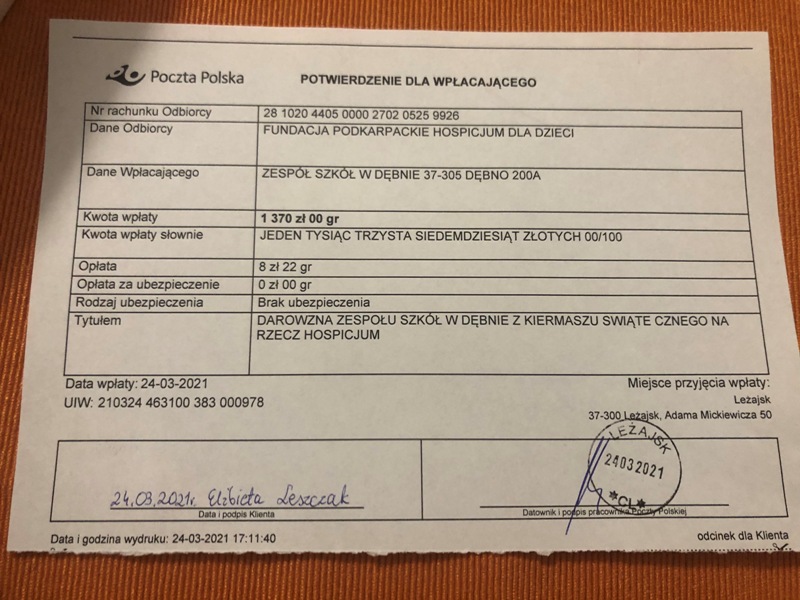 Poczta Polska POTWIERDZENIE DLA WPŁACAJĄCEGO
Nr rachunku Odbiorcy 28 1020 4405 0000 2702 0525 9926
Dane Odbiorcy FUNDACJA PODKARPACKIE HOSPICJUM DLA DZIECI
Dane Wpłacającego ZESPÓŁ SZKÓŁ W DĘBNIE 37-305 DĘBNO 200A
Kwota wpłaty 1 370 zł 00 gr
Kwota wpłaty słownie JEDEN TYSIĄC TRZYSTA SIEDEMDZIESIĄT ZŁOTYCH 00/100
Opłata 8 zł 22 gr
Opłata za ubezpieczenie 0 zł 00 gr
Rodzaj ubezpieczenia Brak ubezpieczenia
Tytułem DAROWZNA ZESPOŁU SZKÓŁ W DĘBNIE Z KIERMASZU SWIĄTE CZNEGO NA
RZECZ HOSPICJUM
Data wpłaty: 24-03-2021 Miejsce przyjęcia wpłaty:
UIW: 210324 463100 383 000978 Leżajsk
37-300 Leżajsk, Adama Mickiewicza 50
LEŻAJSK
24032021
*CL*
24.03.2021r. Elżbieta Leszczak
Data i podpis Klienta Datownik i podpis pracownika Poczty Polskiej
Data i godzina wydruku: 24-03-2021 17:11:40 odcinek dla Klienta